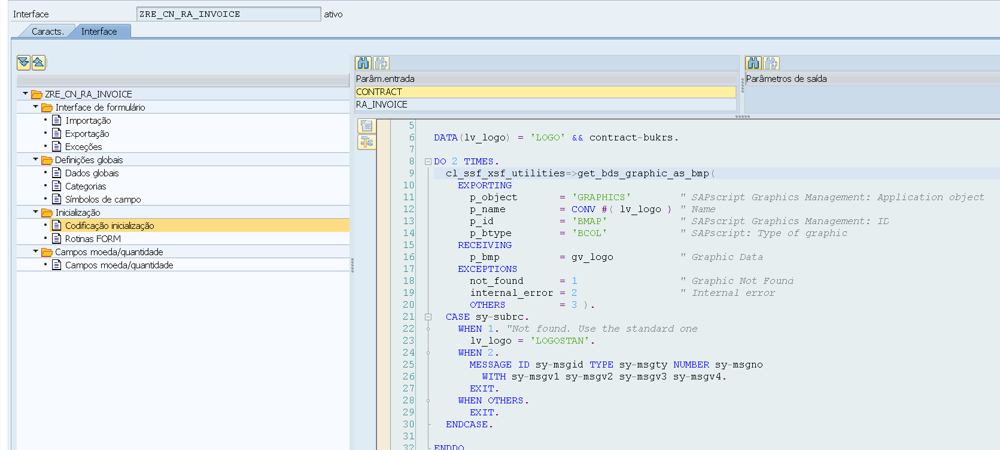 Interface ZRE_CN_RA_INVOICE ativo
Caracts. Interface
ZRE_CN_RA_INVOICE
Interface de formulário
Importação
Exportação
Exceções
Definições globais
Dados globais
Categorias
Símbolos de campo
Inicialização
Codificação inicialização
Rotinas FORM
Campos moeda/quantidade
Campos moeda/quantidade
Parâm.entrada
CONTRACT
RA_INVOICE
Parâmetros de saída
5
6 DATA(lv_logo) = 'LOGO' && contract-bukrs.
7
8 DO 2 TIMES.
9 cl_ssf_xsf_utilities=>get_bds_graphic_as_bmp(
10 EXPORTING
11 p_object = 'GRAPHICS' " SAPscript Graphics Management: Application object
12 p_name = CONV #( lv_logo ) " Name
13 p_id = 'BMAP' " SAPscript Graphics Management: ID
14 p_btype = 'BCOL' " SAPscript: Type of graphic
15 RECEIVING
16 p_bmp = gv_logo " Graphic Data
17 EXCEPTIONS
18 not_found = 1 " Graphic Not Found
19 internal_error = 2 " Internal error
20 OTHERS = 3 ).
21 CASE sy-subrc.
22 WHEN 1. "Not found. Use the standard one
23 lv_logo = 'LOGOSTAN'.
24 WHEN 2.
25 MESSAGE ID sy-msgid TYPE sy-msgty NUMBER sy-msgno
26 WITH sy-msgv1 sy-msgv2 sy-msgv3 sy-msgv4.
27 EXIT.
28 WHEN OTHERS.
29 EXIT.
30 ENDCASE.
31
32 ENDDO